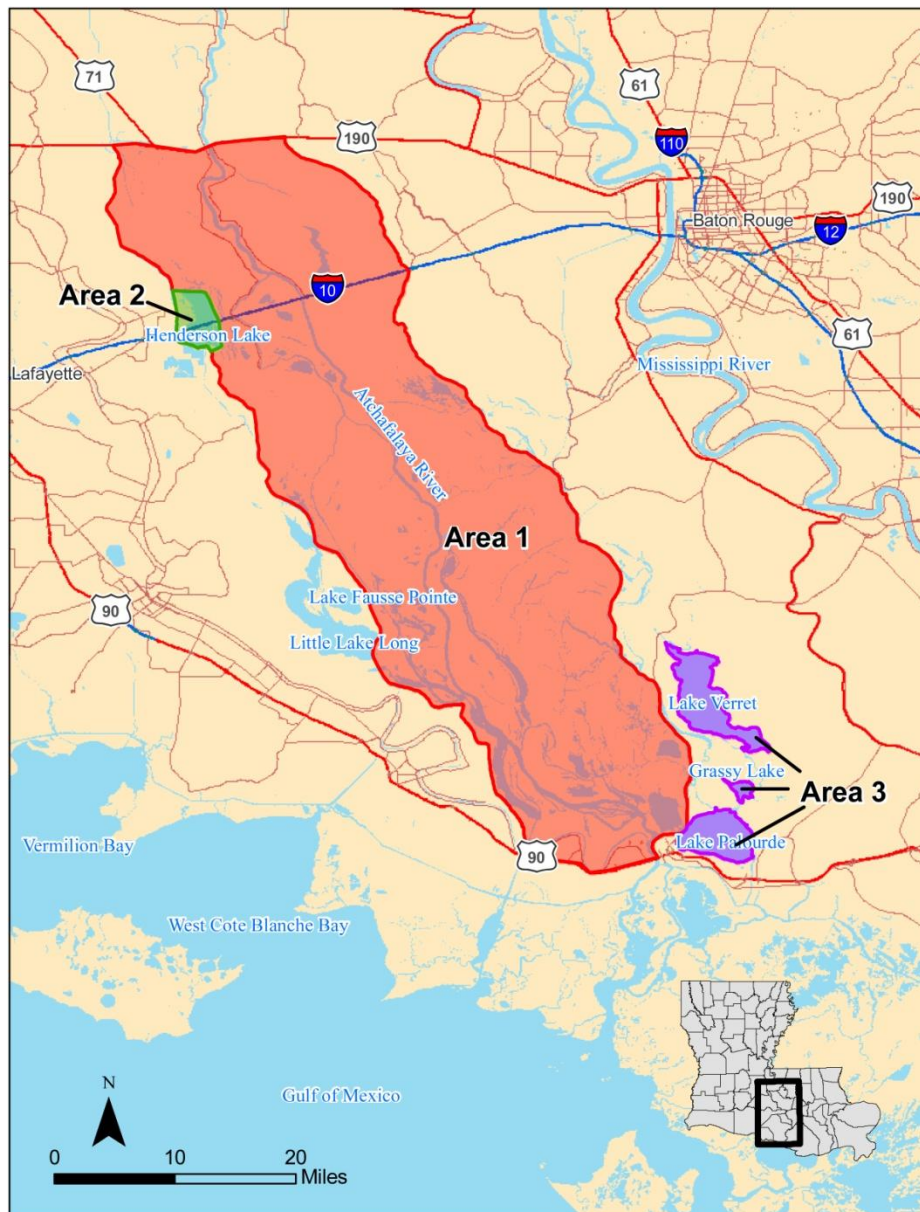 71
61
190
110
Baton Rouge
190
12
10
Area 2
Henderson Lake
61
Lafayette
Mississippi River
Atchafalaya River
Area 1
90
Lake Fausse Pointe
Little Lake Long
Lake Verret
Grassy Lake
Area 3
Lake Palourde
Vermilion Bay
90
West Cote Blanche Bay
N
Gulf of Mexico
0 10 20
Miles